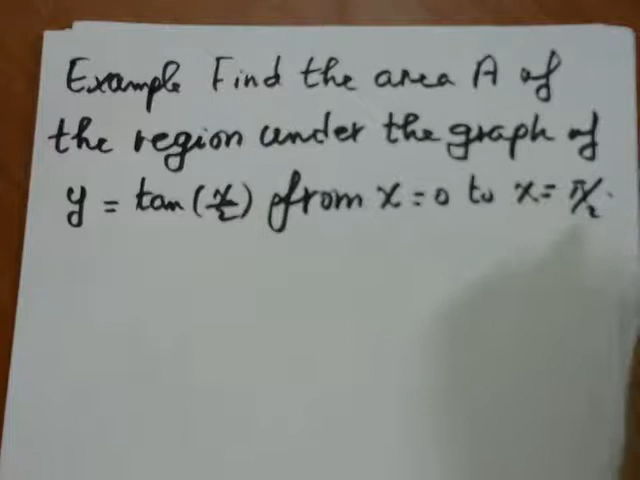 Example Find the area A of
the region under the graph of
y = tan(x/2) from x = 0 to x = π/2.